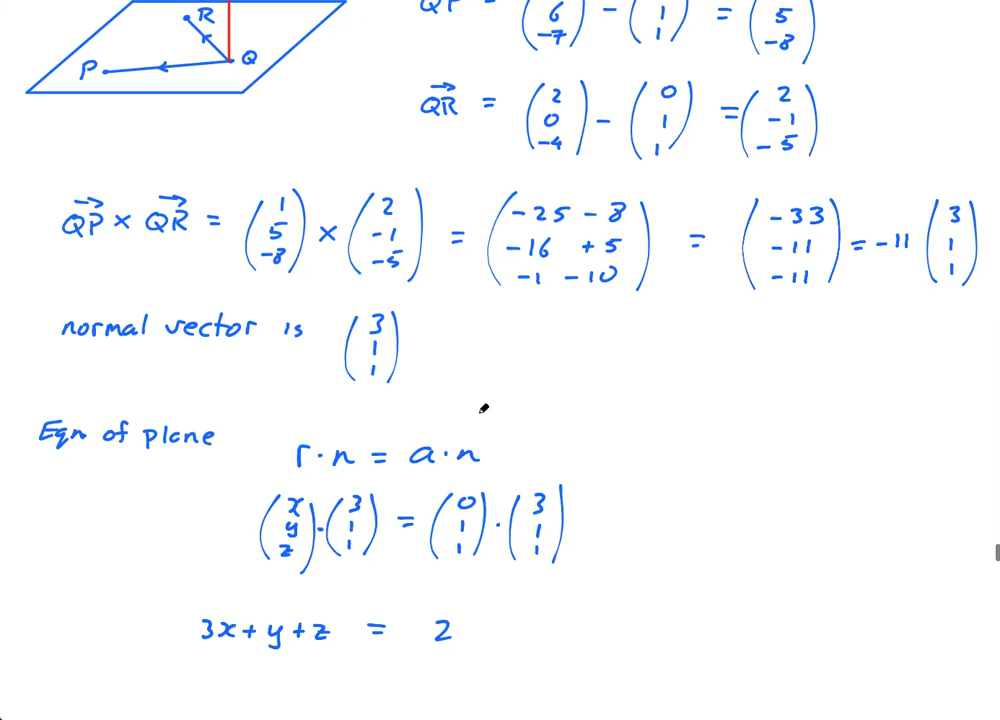 R
Q
P
QP = (6 -7) - (1 1) = (5 -8)
QR = (2 0 -4) - (0 1 1) = (2 -1 -5)
QP × QR = (1 5 -8) × (2 -1 -5) = (-25 - 8 -16 + 5 -1 - 10) = (-33 -11 -11) = -11 (3 1 1)
normal vector is (3 1 1)
Eqn of plane
r · n = a · n
(x y z) · (3 1 1) = (0 1 1) · (3 1 1)
3x + y + z = 2